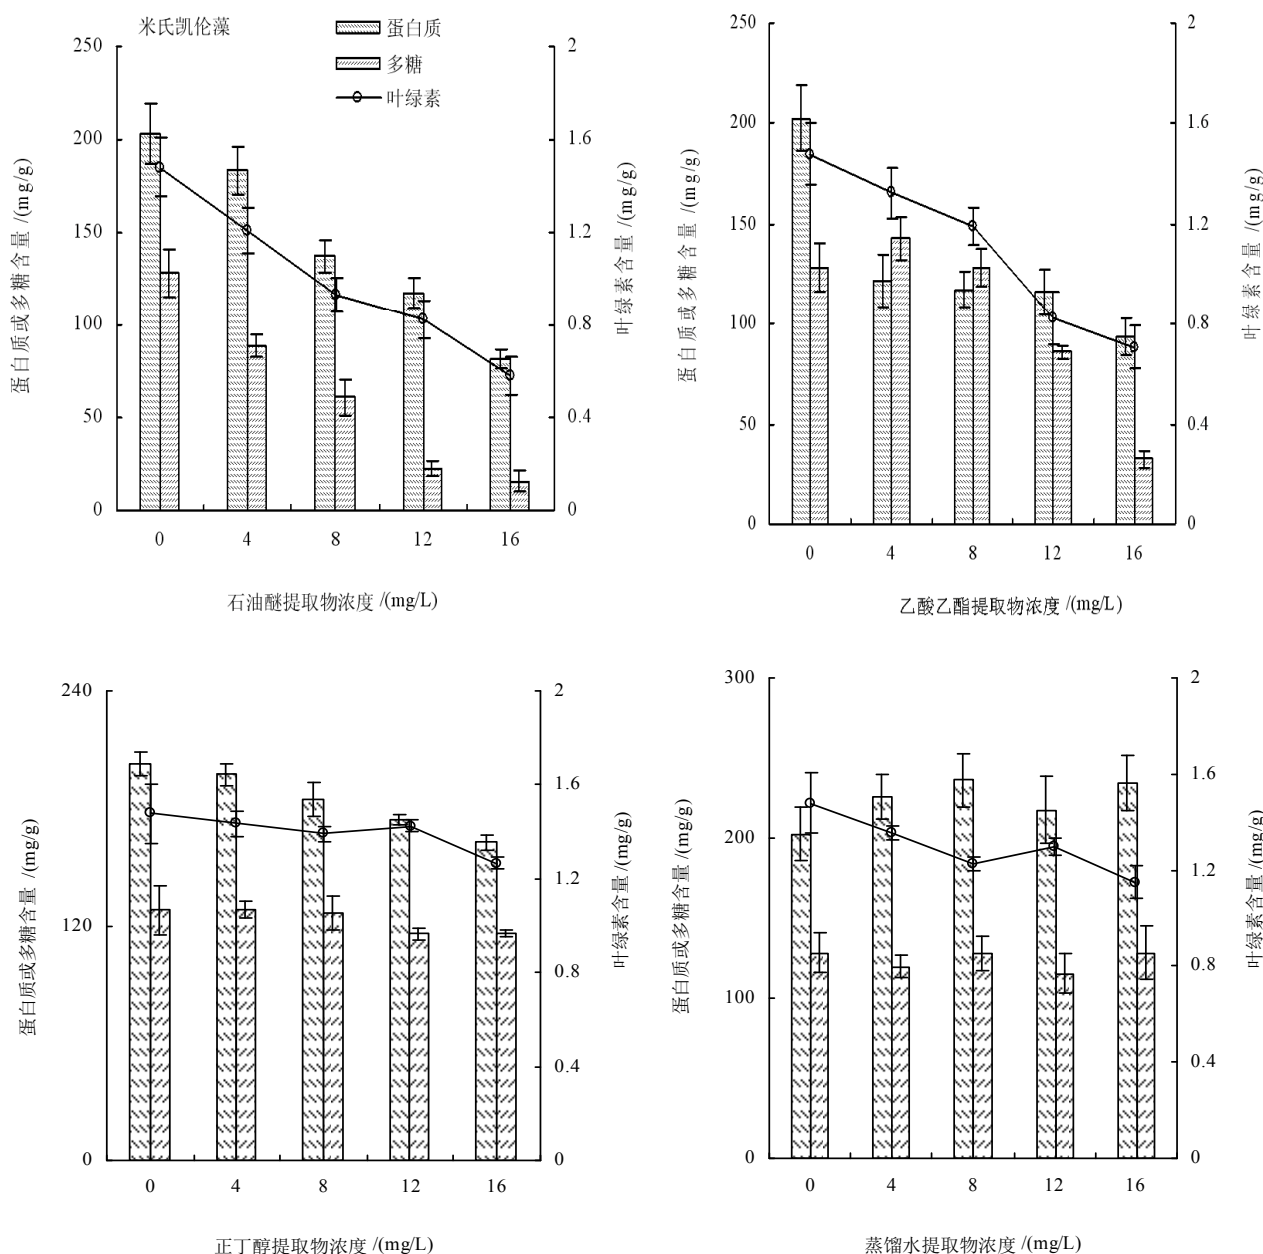 米氏凯伦藻
蛋白质
多糖
叶绿素
250
200
150
100
50
0
2
1.6
1.2
0.8
0.4
0
蛋白质或多糖含量 /(mg/g)
叶绿素含量 /(mg/g)
0 4 8 12 16
石油醚提取物浓度 /(mg/L)
250
200
150
100
50
0
2
1.6
1.2
0.8
0.4
0
蛋白质或多糖含量 /(mg/g)
叶绿素含量 /(mg/g)
0 4 8 12 16
乙酸乙酯提取物浓度 /(mg/L)
240
120
0
2
1.6
1.2
0.8
0.4
0
蛋白质或多糖含量 /(mg/g)
叶绿素含量 /(mg/g)
0 4 8 12 16
正丁醇提取物浓度 /(mg/L)
300
200
100
0
2
1.6
1.2
0.8
0.4
0
蛋白质或多糖含量 /(mg/g)
叶绿素含量 /(mg/g)
0 4 8 12 16
蒸馏水提取物浓度 /(mg/L)